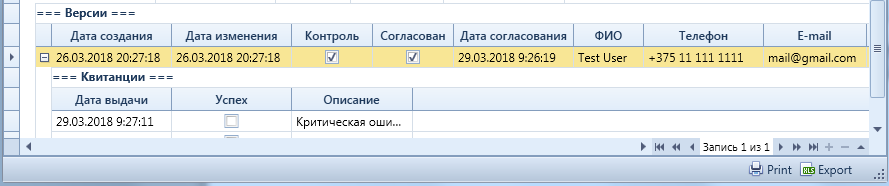 === Версии ===
Дата создания Дата изменения Контроль Согласован Дата согласования ФИО Телефон E-mail
26.03.2018 20:27:18 26.03.2018 20:27:18 29.03.2018 9:26:19 Test User +375 11 111 1111 mail@gmail.com
=== Квитанции ===
Дата выдачи Успех Описание
29.03.2018 9:27:11 Критическая оши...
Запись 1 из 1
Print Export